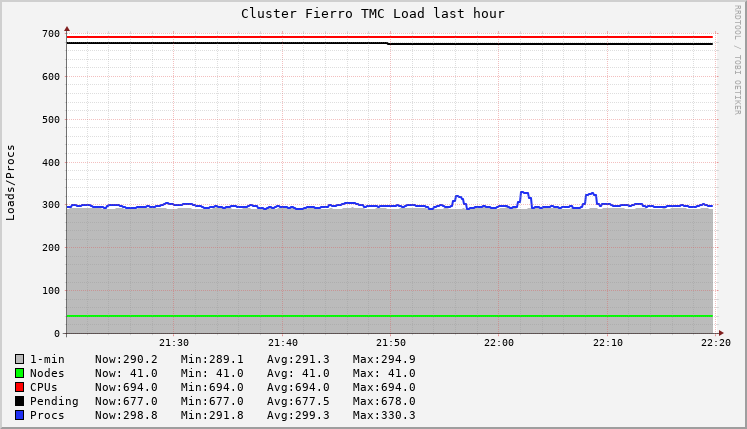 Cluster Fierro TMC Load last hour
RRDTOOL / TOBI OETIKER
Loads/Procs
700
600
500
400
300
200
100
0
21:30 21:40 21:50 22:00 22:10 22:20
1-min Now:290.2 Min:289.1 Avg:291.3 Max:294.9
Nodes Now: 41.0 Min: 41.0 Avg: 41.0 Max: 41.0
CPUs Now:694.0 Min:694.0 Avg:694.0 Max:694.0
Pending Now:677.0 Min:677.0 Avg:677.5 Max:678.0
Procs Now:298.8 Min:291.8 Avg:299.3 Max:330.3